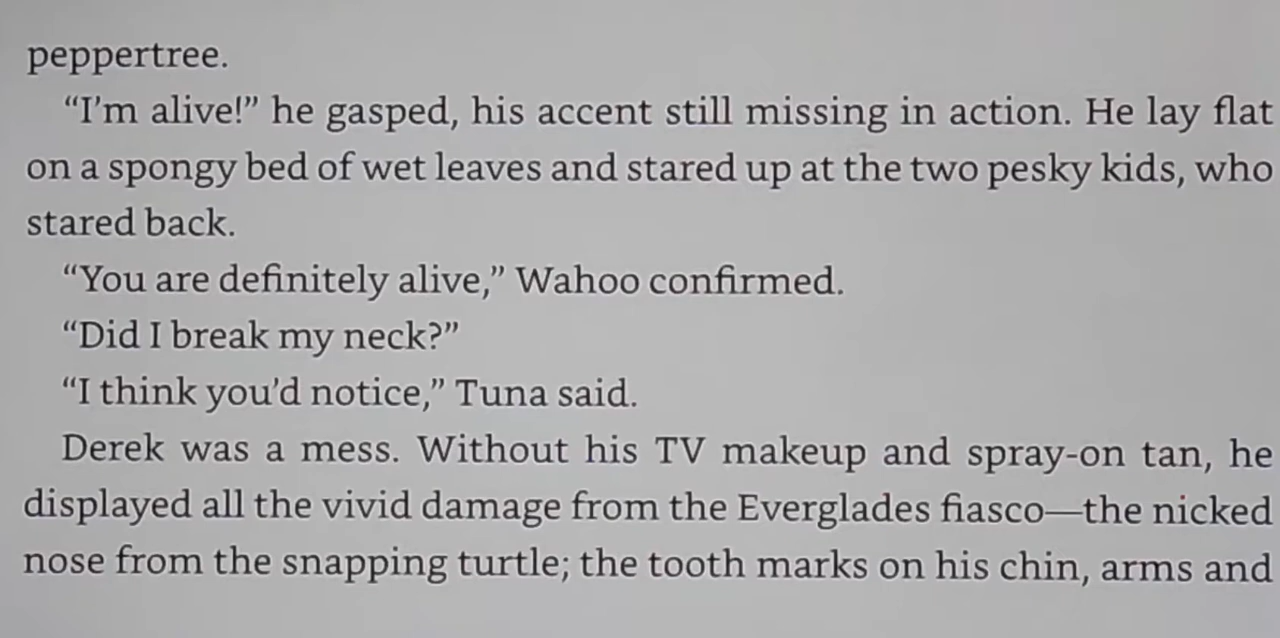 peppertree.
“I’m alive!” he gasped, his accent still missing in action. He lay flat
on a spongy bed of wet leaves and stared up at the two pesky kids, who
stared back.
“You are definitely alive,” Wahoo confirmed.
“Did I break my neck?”
“I think you’d notice,” Tuna said.
Derek was a mess. Without his TV makeup and spray-on tan, he
displayed all the vivid damage from the Everglades fiasco—the nicked
nose from the snapping turtle; the tooth marks on his chin, arms and